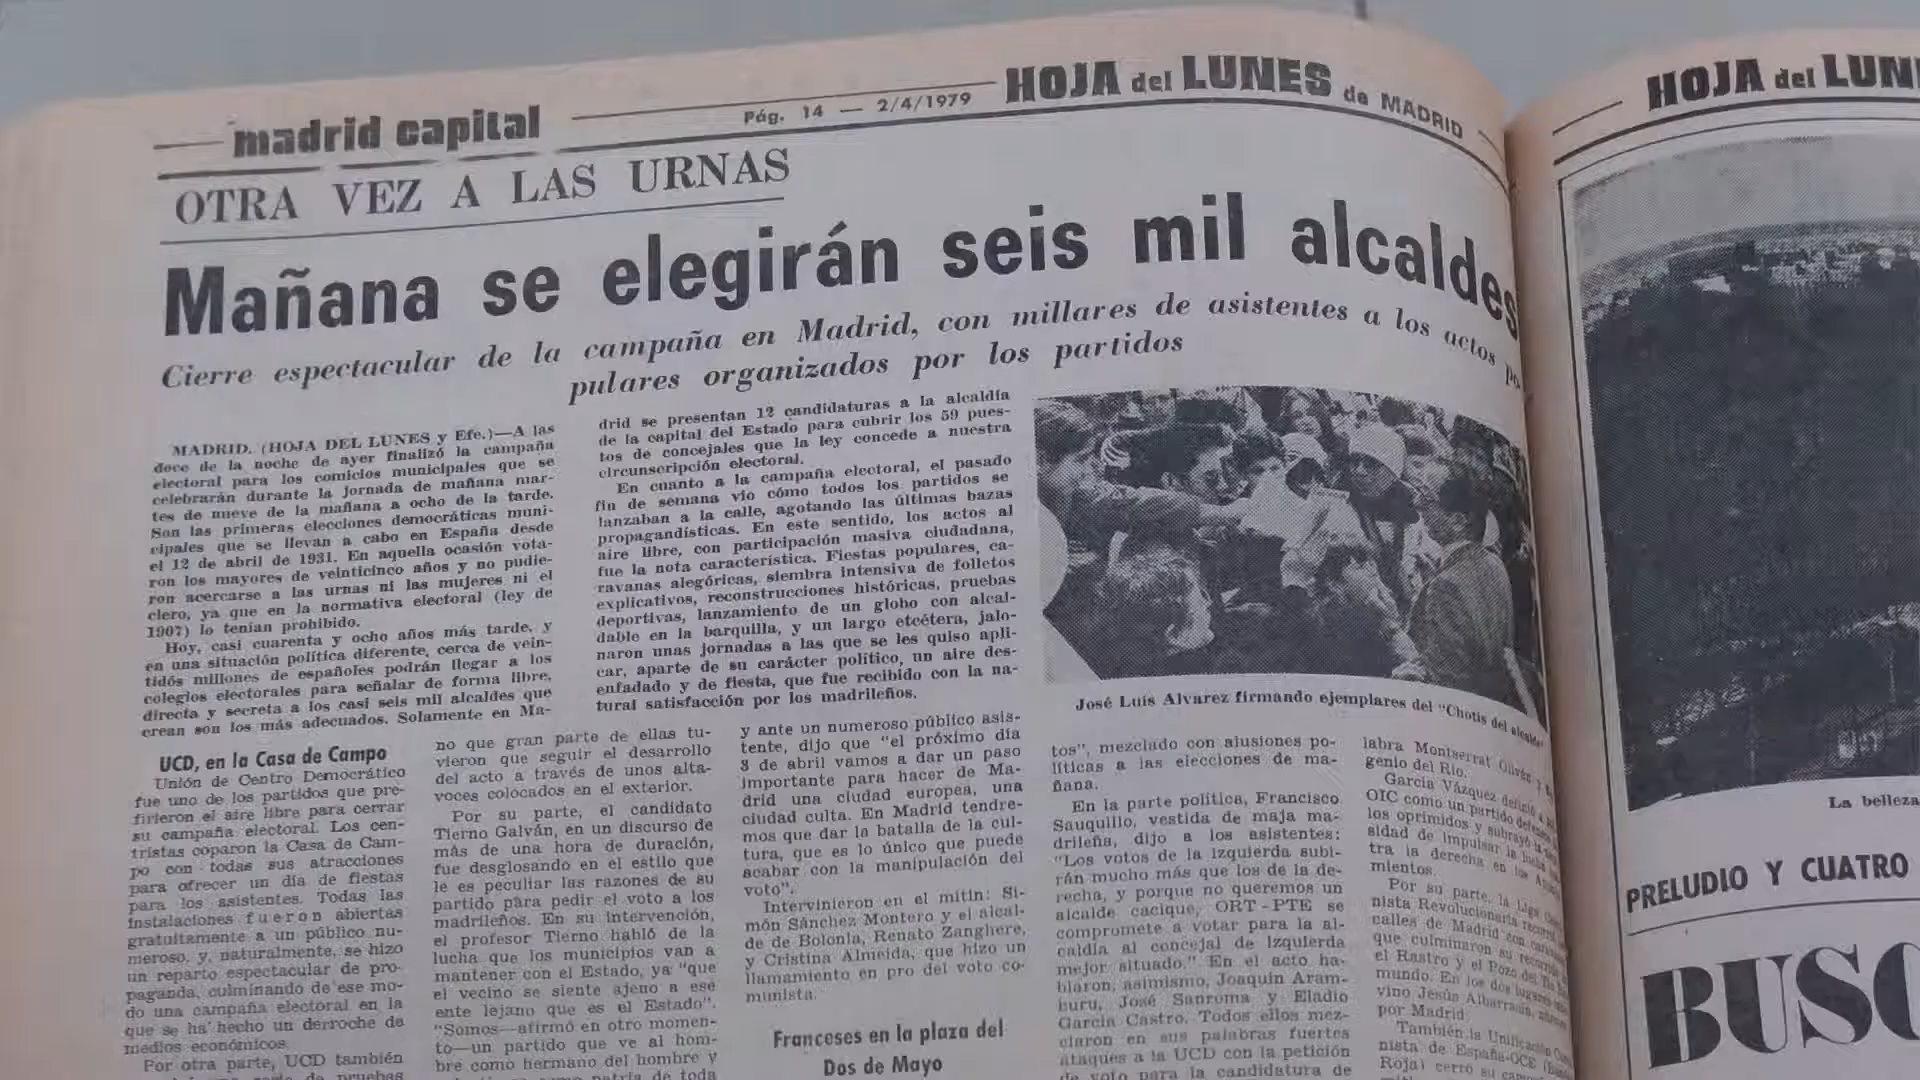 madrid capital
Pág. 14 — 2/4/1979
HOJA del LUNES de MADRID
OTRA VEZ A LAS URNAS
Mañana se elegirán seis mil alcaldes
Cierre espectacular de la campaña en Madrid, con millares de asistentes a los actos po
pulares organizados por los partidos
MADRID. (HOJA DEL LUNES y Efe.)—A las
doce de la noche de ayer finalizó la campaña
electoral para los comicios municipales que se
celebrarán durante la jornada de mañana mar-
tes de nueve de la mañana a ocho de la tarde.
Son las primeras elecciones democráticas muni-
cipales que se llevan a cabo en España desde
el 12 de abril de 1931. En aquella ocasión vota-
ron los mayores de veinticinco años y no pudie-
ron acercarse a las urnas ni las mujeres ni el
clero, ya que en la normativa electoral (ley de
1907) lo tenían prohibido.
Hoy, casi cuarenta y ocho años más tarde, y
en una situación política diferente, cerca de vein-
tidós millones de españoles podrán llegar a los
colegios electorales para señalar de forma libre,
directa y secreta a los casi seis mil alcaldes que
crean son los más adecuados. Solamente en Ma-
drid se presentan 12 candidaturas a la alcaldía
de la capital del Estado para cubrir los 59 pues-
tos de concejales que la ley concede a nuestra
circunscripción electoral.
En cuanto a la campaña electoral, el pasado
fin de semana vio cómo todos los partidos se
lanzaban a la calle, agotando las últimas bazas
propagandísticas. En este sentido, los actos al
aire libre, con participación masiva ciudadana,
fue la nota característica. Fiestas populares, ca-
ravanas alegóricas, siembra intensiva de folletos
explicativos, reconstrucciones históricas, pruebas
deportivas, lanzamiento de un globo con alcal-
dable en la barquilla, y un largo etcétera, jalo-
naron unas jornadas a las que se les quiso apli-
car, aparte de su carácter político, un aire des-
enfadado y de fiesta, que fue recibido con la na-
tural satisfacción por los madrileños.
José Luis Alvarez firmando ejemplares del "Chotis del alcalde"
UCD, en la Casa de Campo
Unión de Centro Democrático
fue uno de los partidos que pre-
firieron el aire libre para cerrar
su campaña electoral. Los cen-
tristas coparon la Casa de Cam-
po con todas sus atracciones
para ofrecer un día de fiestas
para los asistentes. Todas las
instalaciones fueron abiertas
gratuitamente a un público nu-
meroso, y, naturalmente, se hizo
un reparto espectacular de pro-
paganda, culminando de ese mo-
do una campaña electoral en la
que se ha hecho un derroche de
medios económicos.
Por otra parte, UCD también
de pruebas
no que gran parte de ellas tu-
vieron que seguir el desarrollo
del acto a través de unos alta-
voces colocados en el exterior.
Por su parte, el candidato
Tierno Galván, en un discurso de
más de una hora de duración,
fue desglosando en el estilo que
le es peculiar las razones de su
partido para pedir el voto a los
madrileños. En su intervención,
el profesor Tierno habló de la
lucha que los municipios van a
mantener con el Estado, ya "que
el vecino se siente ajeno a ese
ente lejano que es el Estado".
"Somos—afirmó en otro momen-
to—un partido que ve al hom-
bre como hermano del hombre y
patria de toda
y ante un numeroso público asis-
tente, dijo que "el próximo día
3 de abril vamos a dar un paso
importante para hacer de Ma-
drid una ciudad europea, una
ciudad culta. En Madrid tendre-
mos que dar la batalla de la cul-
tura, que es lo único que puede
acabar con la manipulación del
voto".
Intervinieron en el mitin: Si-
món Sánchez Montero y el alcal-
de de Bolonia, Renato Zanghere,
y Cristina Almeida, que hizo un
llamamiento en pro del voto co-
munista.
Franceses en la plaza del
Dos de Mayo
tos", mezclado con alusiones po-
líticas a las elecciones de ma-
ñana.
En la parte política, Francisco
Sauquillo, vestida de maja ma-
drileña, dijo a los asistentes:
"Los votos de la izquierda subi-
rán mucho más que los de la de-
recha, y porque no queremos un
alcalde cacique, ORT-PTE se
compromete a votar para la al-
caldía al concejal de izquierda
mejor situado." En el acto ha-
blaron, asimismo, Joaquín Aram-
buru, José Sanroma y Eladio
García Castro. Todos ellos mez-
claron en sus palabras fuertes
ataques a la UCD con la petición
de voto para la candidatura de
labra Montserrat Oliván y
genio del Río.
García Vázquez definió a
OIC como un partido
los oprimidos y subrayó la
sidad de impulsar la lucha
tra la derecha en los
mientos.
Por su parte, la Liga
nista Revolucionaria recorrió
calles de Madrid con
que culminaron su recorrido
el Rastro y el Pozo del Tío
mundo. En los dos lugares
vino Jesús Albarracín,
por Madrid.
También la Unificación
nista de España-OCE
Roja) cerró su
HOJA del LUN
La belleza
PRELUDIO Y CUATRO
BUSC